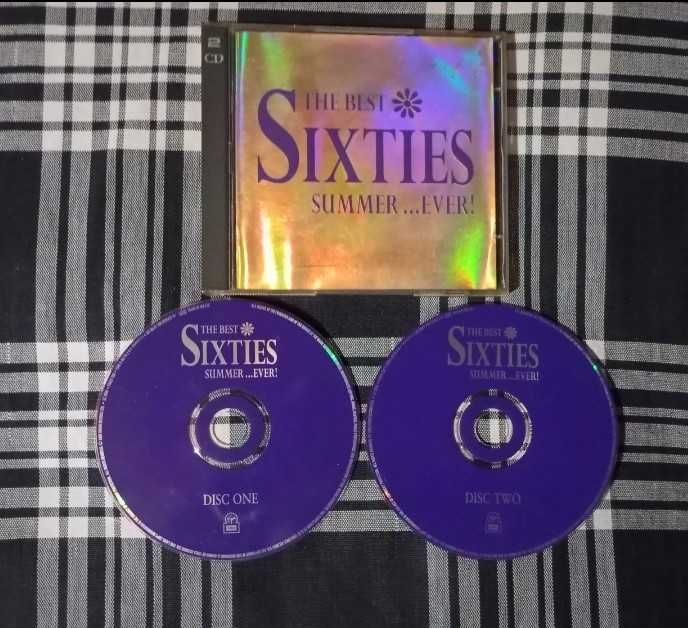 2
CD
THE BEST
SIXTIES
SUMMER ...EVER!
THE BEST
SIXTIES
SUMMER ...EVER!
DISC ONE
THE BEST
SIXTIES
SUMMER ...EVER!
DISC TWO